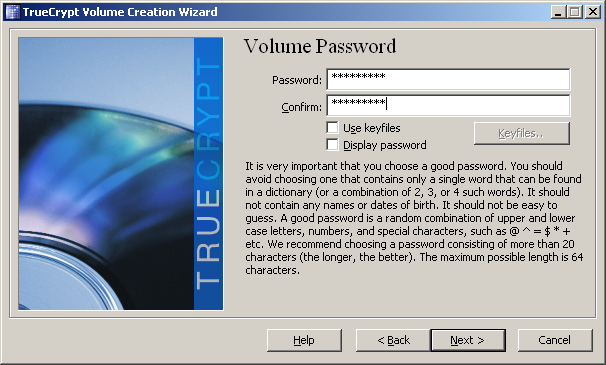 TrueCrypt Volume Creation Wizard
TRUECRYPT
Volume Password
Password: *********
Confirm: *********
Use keyfiles
Keyfiles..
Display password
It is very important that you choose a good password. You should
avoid choosing one that contains only a single word that can be found
in a dictionary (or a combination of 2, 3, or 4 such words). It should
not contain any names or dates of birth. It should not be easy to
guess. A good password is a random combination of upper and lower
case letters, numbers, and special characters, such as @ ^ = $ * +
etc. We recommend choosing a password consisting of more than 20
characters (the longer, the better). The maximum possible length is 64
characters.
Help
< Back
Next >
Cancel